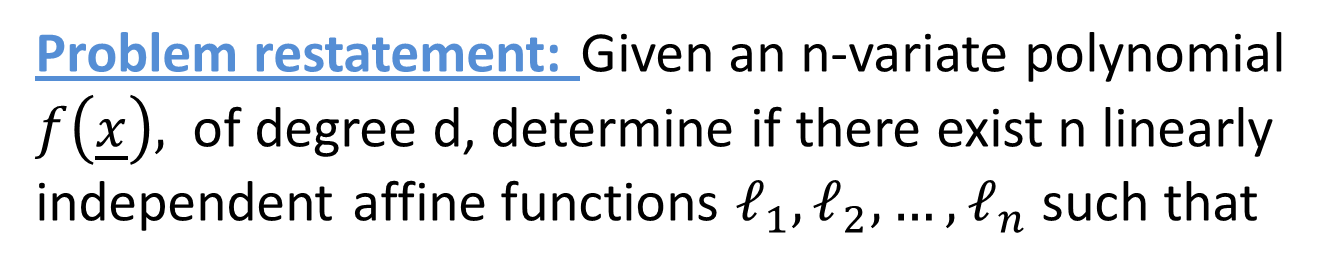 Problem restatement: Given an n-variate polynomial
f(x), of degree d, determine if there exist n linearly
independent affine functions ℓ₁, ℓ₂, … , ℓₙ such that